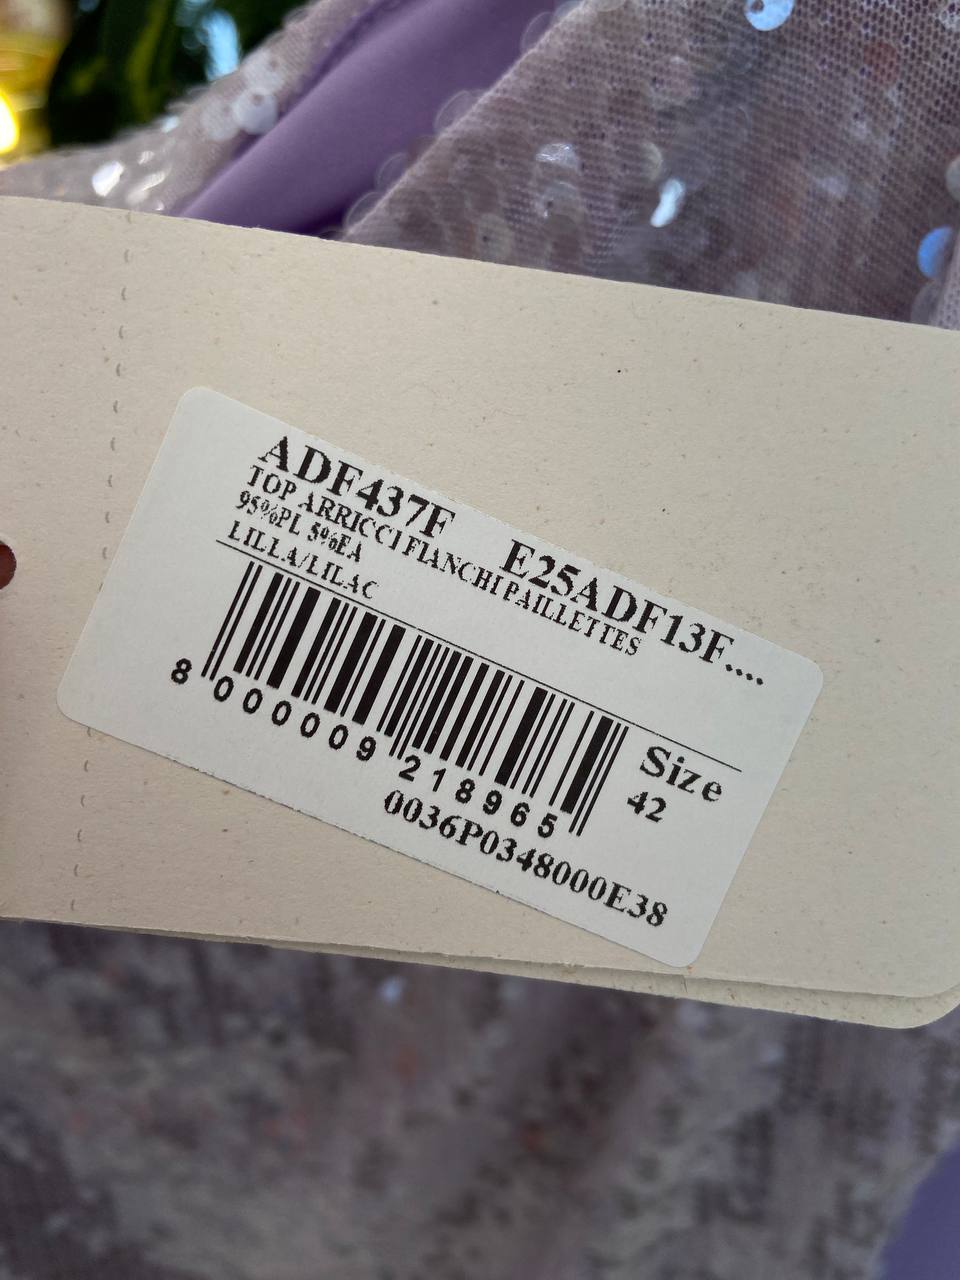 ADF437F E25ADF13F....
TOP ARRICCI FIANCHI PAILLETTES
95%PL 5%EA
LILLA/LILAC
8 000009 218965
Size
42
0036P0348000E38